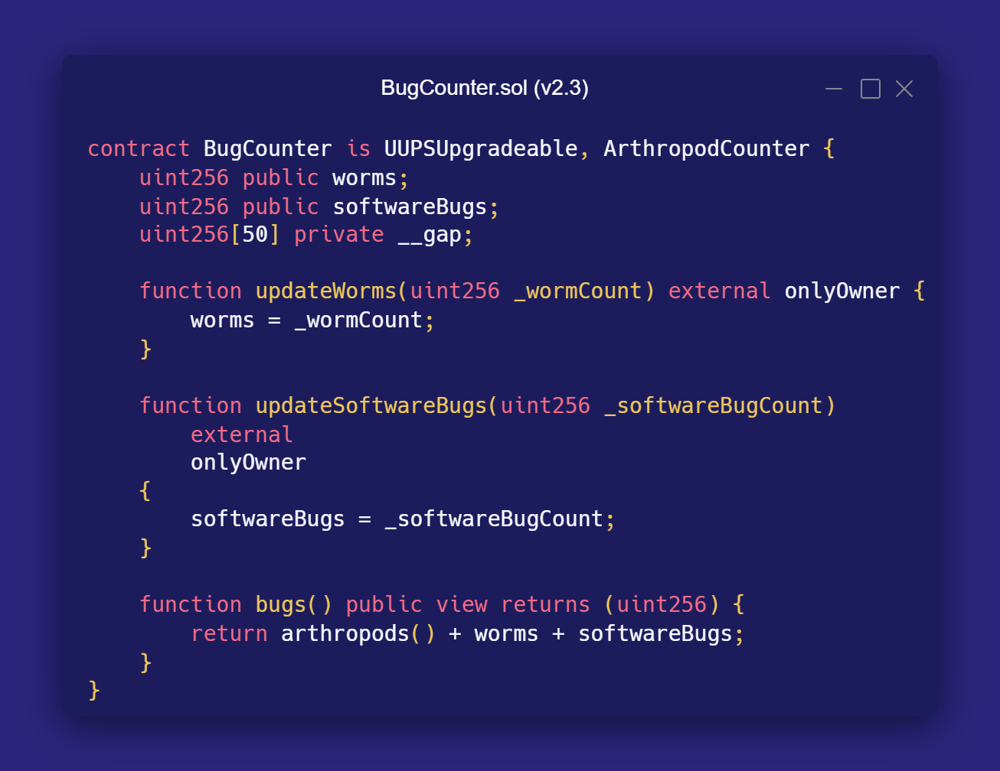 BugCounter.sol (v2.3)
contract BugCounter is UUPSUpgradeable, ArthropodCounter {
    uint256 public worms;
    uint256 public softwareBugs;
    uint256[50] private __gap;

    function updateWorms(uint256 _wormCount) external onlyOwner {
        worms = _wormCount;
    }

    function updateSoftwareBugs(uint256 _softwareBugCount)
        external
        onlyOwner
    {
        softwareBugs = _softwareBugCount;
    }

    function bugs() public view returns (uint256) {
        return arthropods() + worms + softwareBugs;
    }
}